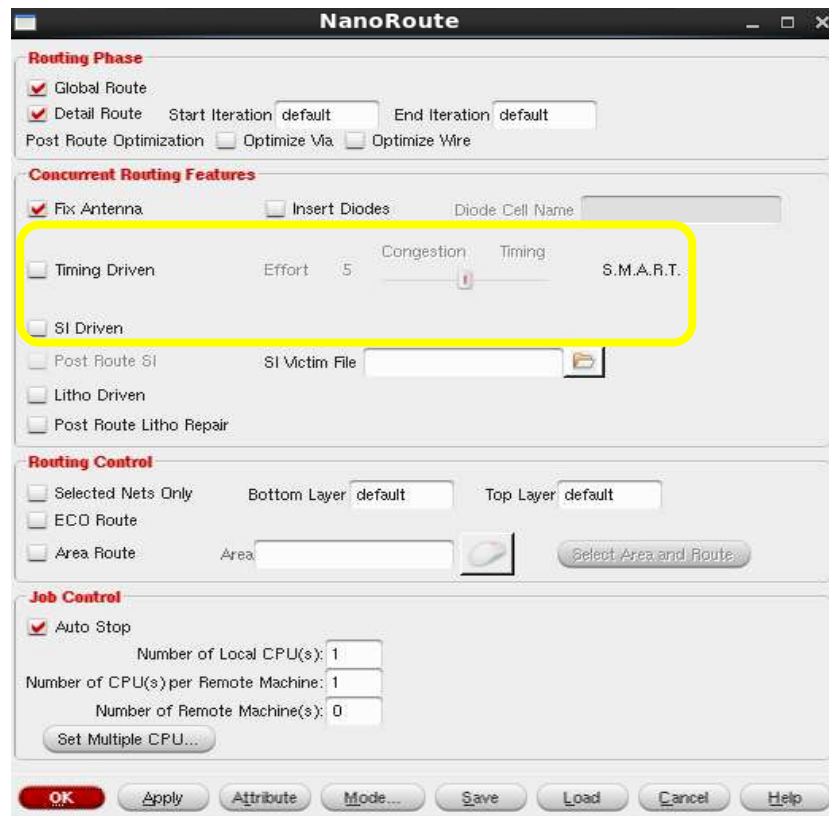 NanoRoute
Routing Phase
Global Route
Detail Route Start Iteration default End Iteration default
Post Route Optimization Optimize Via Optimize Wire
Concurrent Routing Features
Fix Antenna Insert Diodes Diode Cell Name
Congestion Timing
Timing Driven Effort 5 S.M.A.R.T.
SI Driven
Post Route SI SI Victim File
Litho Driven
Post Route Litho Repair
Routing Control
Selected Nets Only Bottom Layer default Top Layer default
ECO Route
Area Route Area Select Area and Route
Job Control
Auto Stop
Number of Local CPU(s): 1
Number of CPU(s) per Remote Machine: 1
Number of Remote Machine(s): 0
Set Multiple CPU...
OK Apply Attribute Mode... Save Load Cancel Help